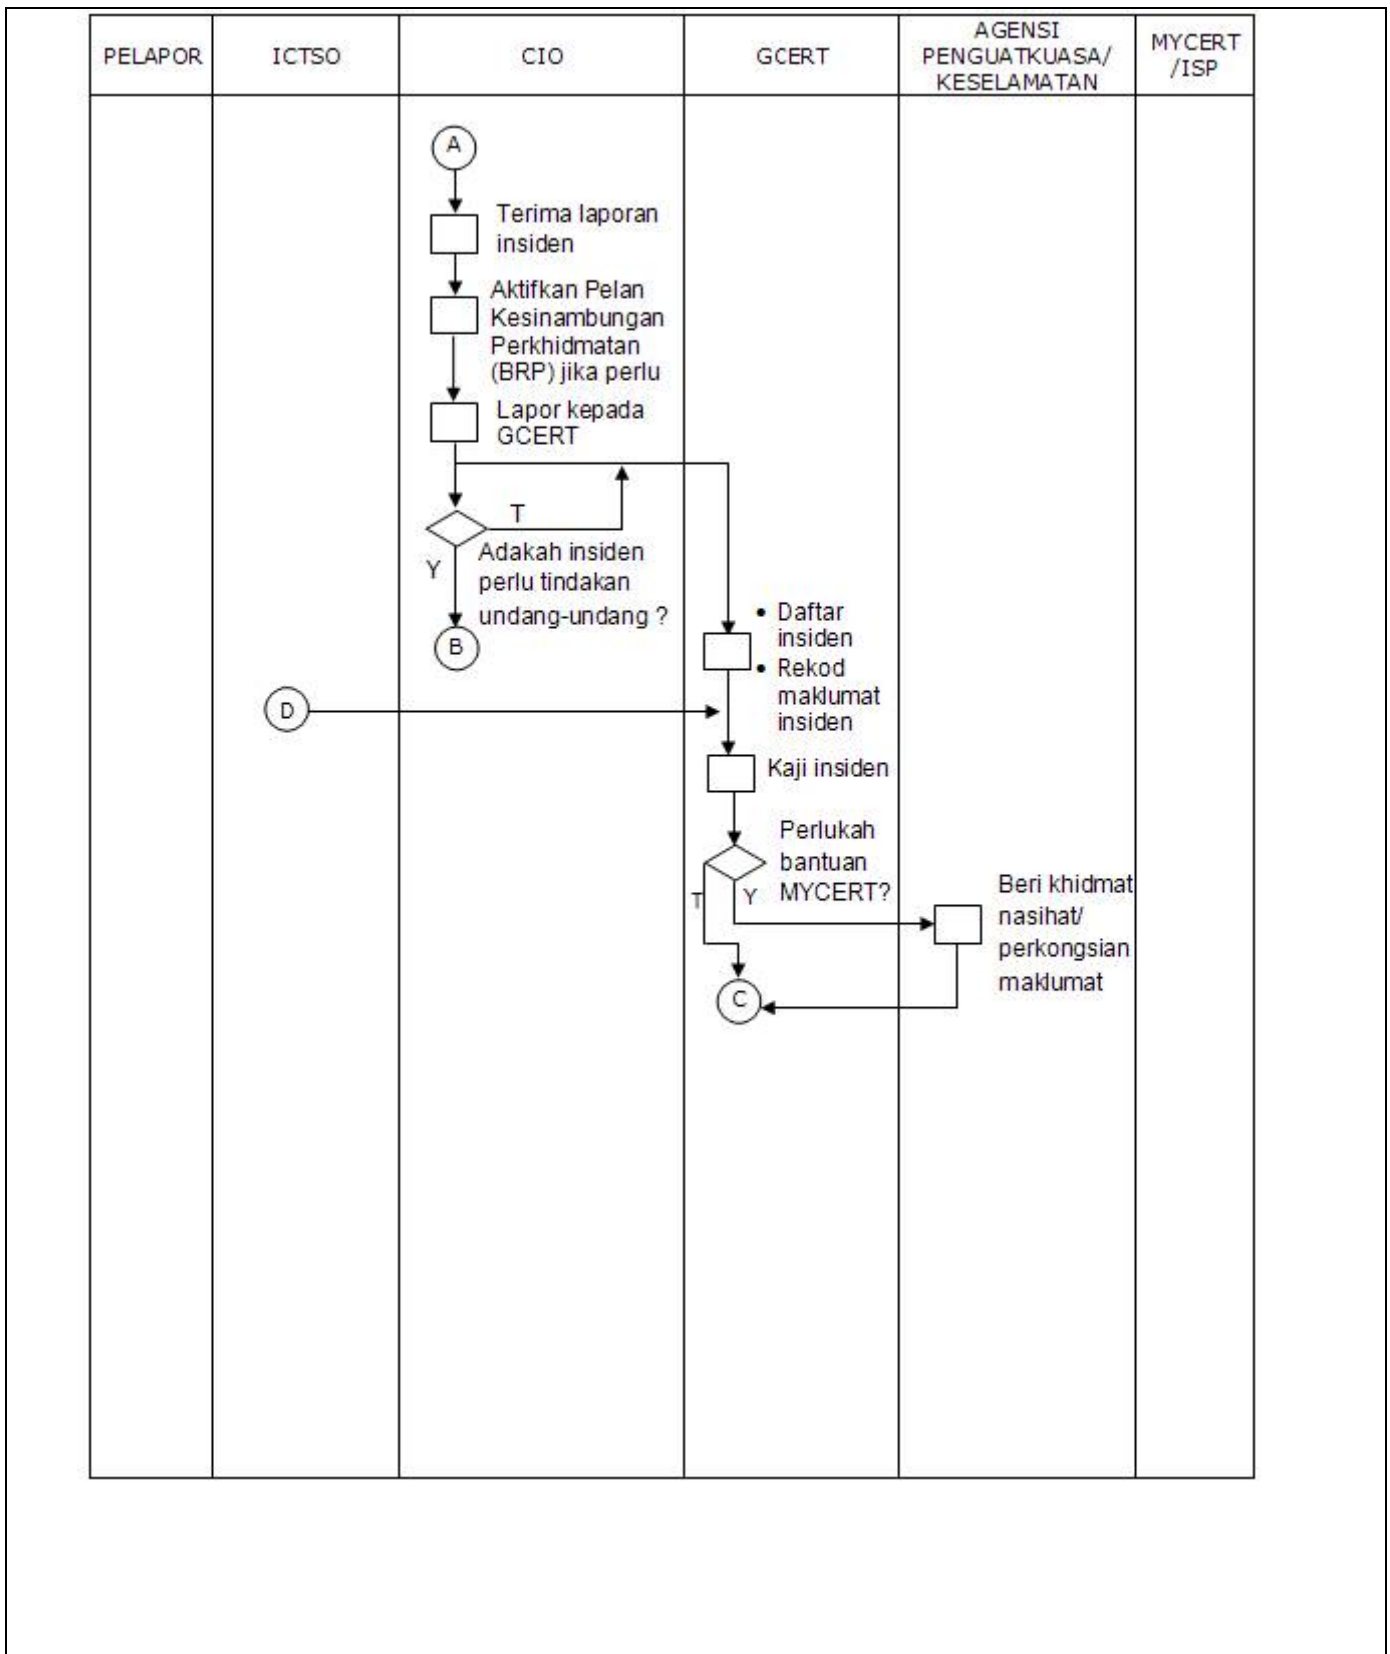 PELAPOR
ICTSO
CIO
GCERT
AGENSI
PENGUATKUASA/
KESELAMATAN
MYCERT
/ISP
A
Terima laporan
insiden
Aktifkan Pelan
Kesinambungan
Perkhidmatan
(BRP) jika perlu
Lapor kepada
GCERT
T
Adakah insiden
perlu tindakan
undang-undang ?
Y
B
• Daftar
insiden
• Rekod
maklumat
insiden
D
Kaji insiden
Perlukah
bantuan
MYCERT?
T
Y
Beri khidmat
nasihat/
perkongsian
maklumat
C